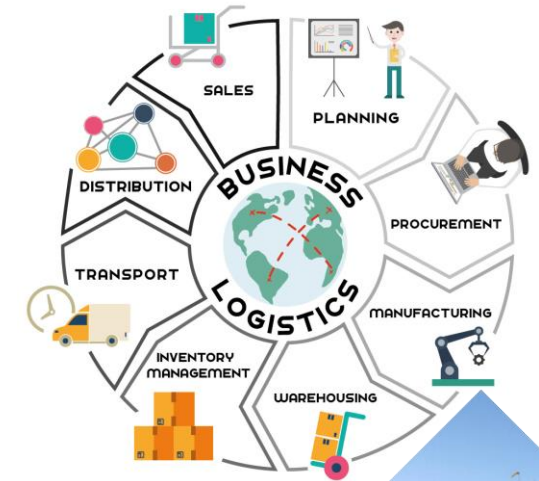 BUSINESS
LOGISTICS
PLANNING
PROCUREMENT
MANUFACTURING
WAREHOUSING
INVENTORY
MANAGEMENT
TRANSPORT
DISTRIBUTION
SALES